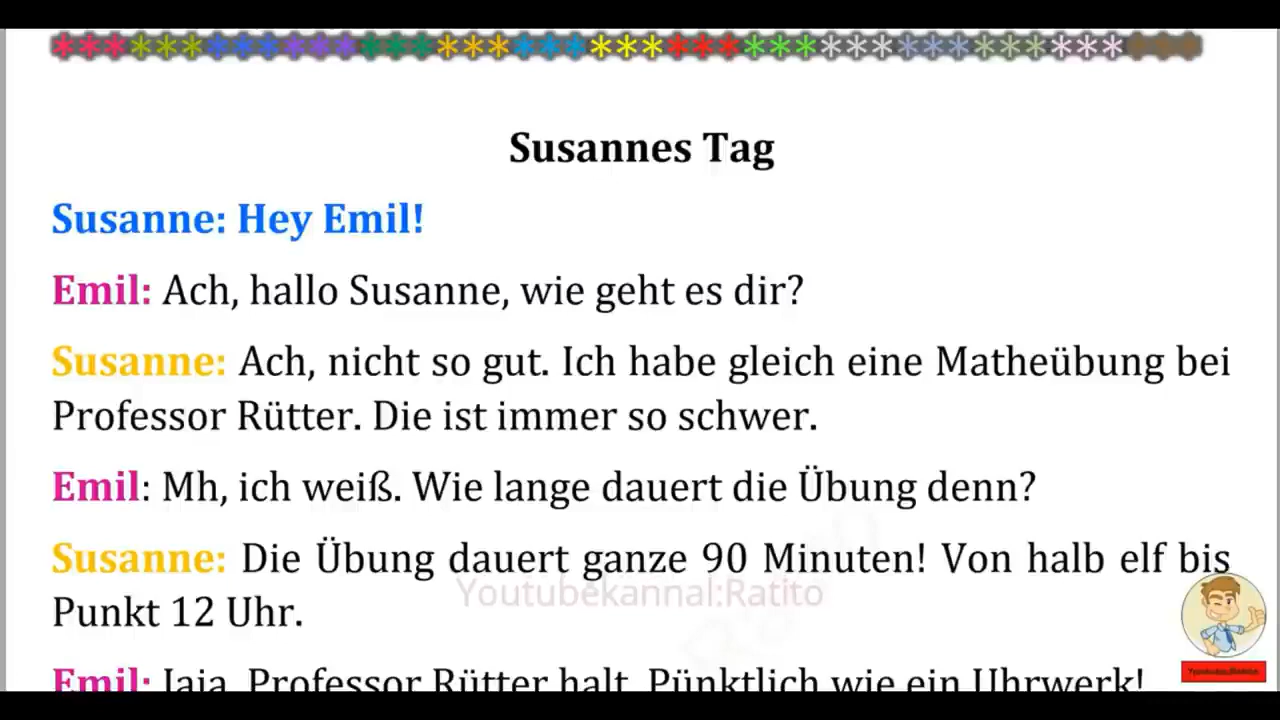 Susannes Tag
Susanne: Hey Emil!
Emil: Ach, hallo Susanne, wie geht es dir?
Susanne: Ach, nicht so gut. Ich habe gleich eine Matheübung bei
Professor Rütter. Die ist immer so schwer.
Emil: Mh, ich weiß. Wie lange dauert die Übung denn?
Susanne: Die Übung dauert ganze 90 Minuten! Von halb elf bis
Youtubekannal:Ratito
Punkt 12 Uhr.
Emil: Jaja, Professor Rütter halt. Pünktlich wie ein Uhrwerk!